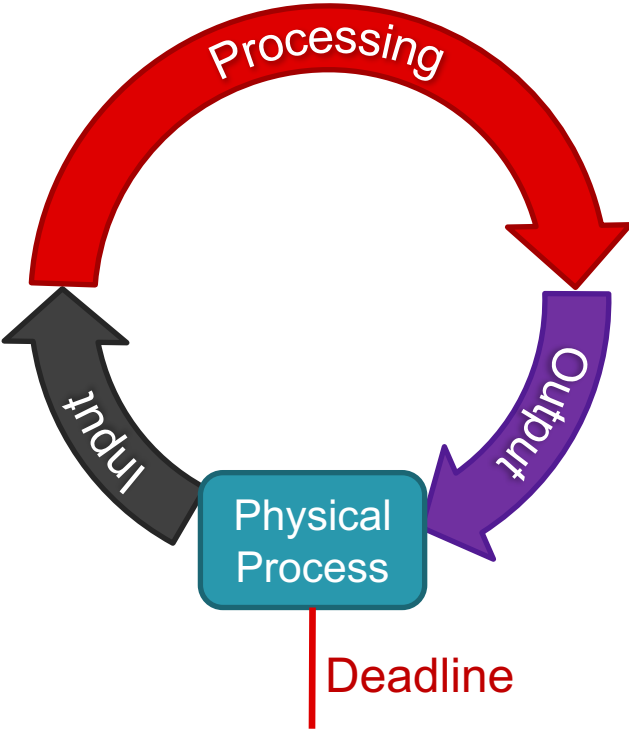 Processing
Input
Output
Physical
Process
Deadline